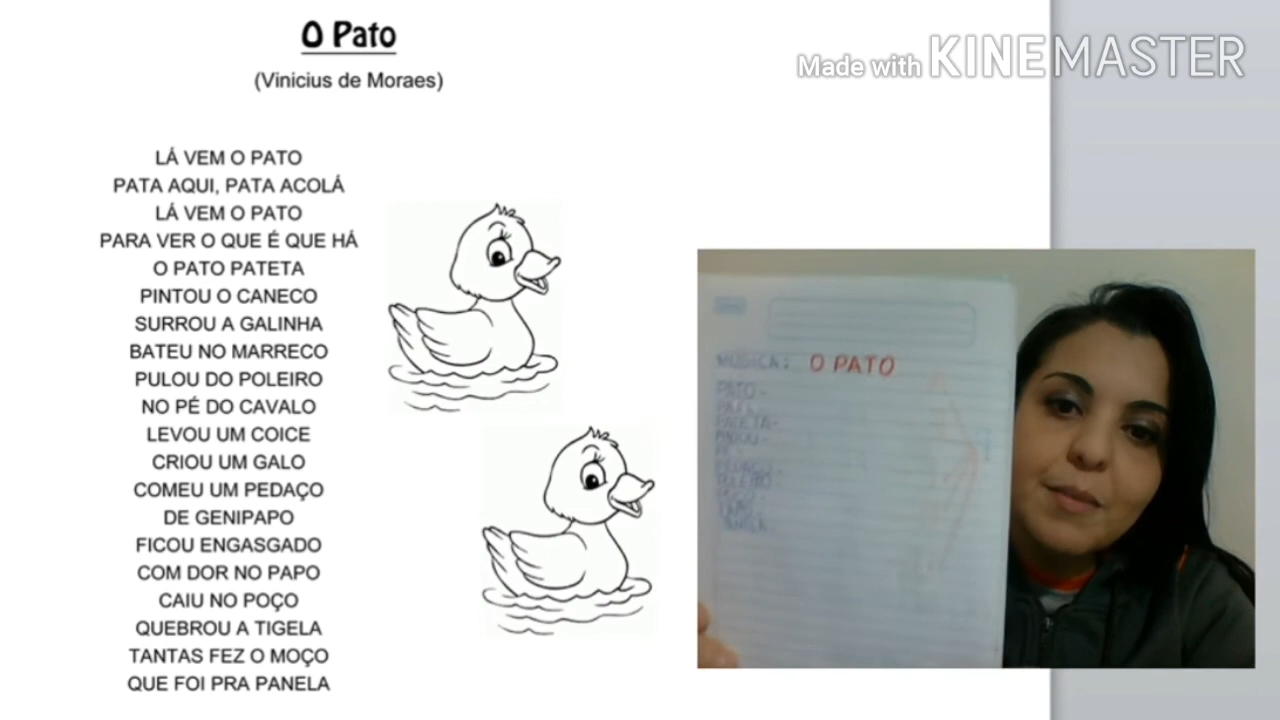 O Pato
(Vinicius de Moraes)
LÁ VEM O PATO
PATA AQUI, PATA ACOLÁ
LÁ VEM O PATO
PARA VER O QUE É QUE HÁ
O PATO PATETA
PINTOU O CANECO
SURROU A GALINHA
BATEU NO MARRECO
PULOU DO POLEIRO
NO PÉ DO CAVALO
LEVOU UM COICE
CRIOU UM GALO
COMEU UM PEDAÇO
DE GENIPAPO
FICOU ENGASGADO
COM DOR NO PAPO
CAIU NO POÇO
QUEBROU A TIGELA
TANTAS FEZ O MOÇO
QUE FOI PRA PANELA
Made with KINEMASTER
MÚSICA: O PATO
PATO -
PATETA -